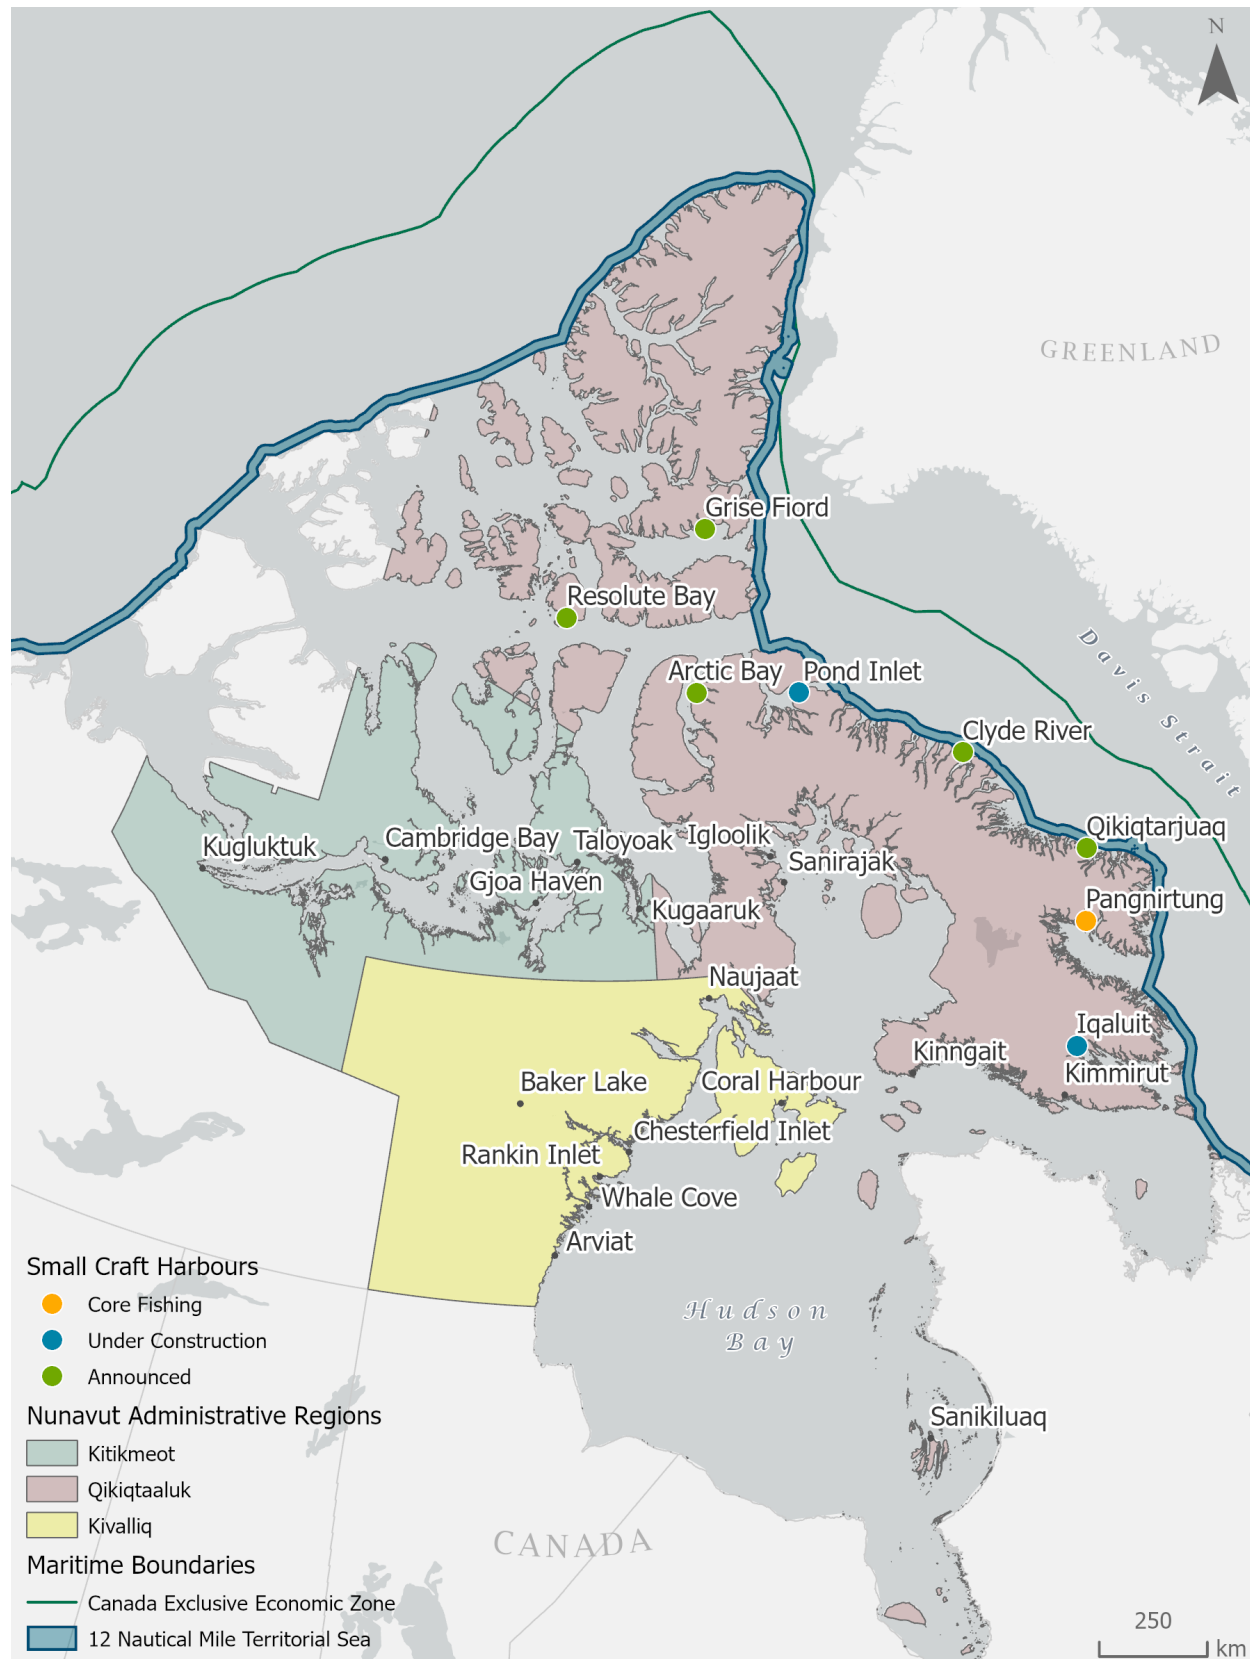 N
GREENLAND
Grise Fiord
Resolute Bay
Davis Strait
Arctic Bay
Pond Inlet
Clyde River
Qikiqtarjuaq
Kugluktuk
Cambridge Bay
Taloyoak
Igloolik
Sanirajak
Gjoa Haven
Kugaaruk
Pangnirtung
Naujaat
Iqaluit
Kinngait
Kimmirut
Baker Lake
Coral Harbour
Chesterfield Inlet
Rankin Inlet
Whale Cove
Arviat
Hudson
Bay
Sanikiluaq
CANADA
Small Craft Harbours
Core Fishing
Under Construction
Announced
Nunavut Administrative Regions
Kitikmeot
Qikiqtaaluk
Kivalliq
Maritime Boundaries
Canada Exclusive Economic Zone
12 Nautical Mile Territorial Sea
250
km